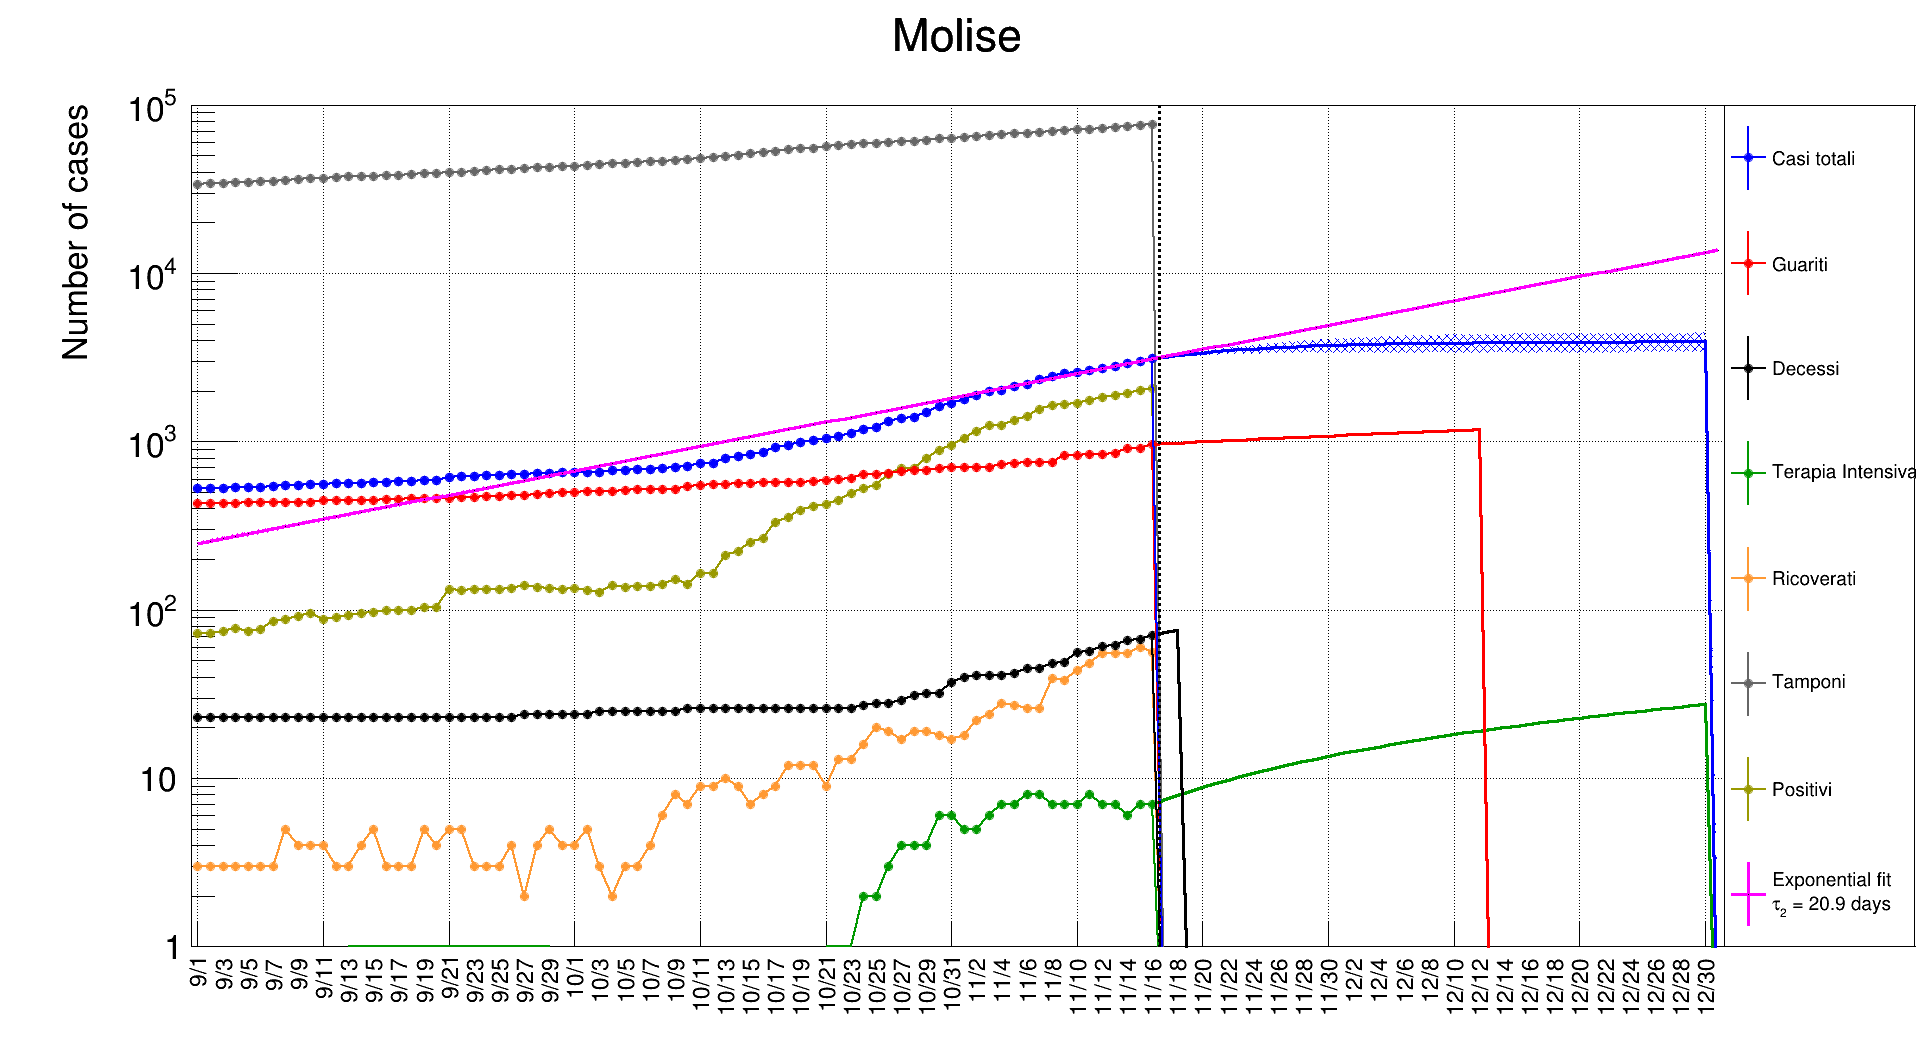 Molise
Number of cases
10^5
10^4
10^3
10^2
10
1
9/1 9/3 9/5 9/7 9/9 9/11 9/13 9/15 9/17 9/19 9/21 9/23 9/25 9/27 9/29 10/1 10/3 10/5 10/7 10/9 10/11 10/13 10/15 10/17 10/19 10/21 10/23 10/25 10/27 10/29 10/31 11/2 11/4 11/6 11/8 11/10 11/12 11/14 11/16 11/18 11/20 11/22 11/24 11/26 11/28 11/30 12/2 12/4 12/6 12/8 12/10 12/12 12/14 12/16 12/18 12/20 12/22 12/24 12/26 12/28 12/30
Casi totali
Guariti
Decessi
Terapia Intensiva
Ricoverati
Tamponi
Positivi
Exponential fit
τ₂ = 20.9 days